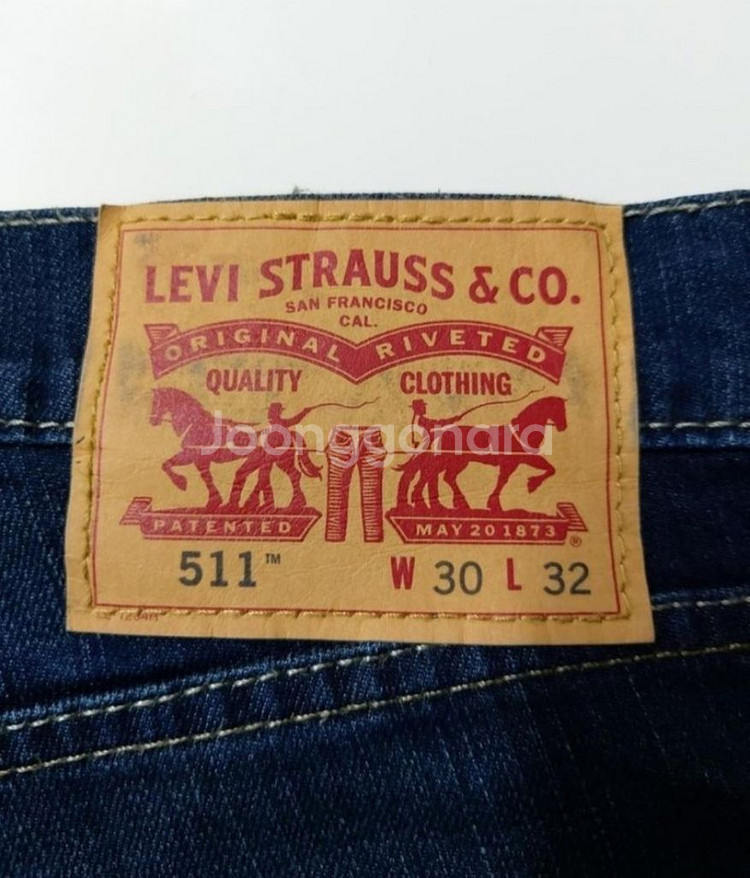 LEVI STRAUSS & CO.
SAN FRANCISCO
CAL.
ORIGINAL RIVETED
QUALITY CLOTHING
Joonggonara
PATENTED MAY 20 1873 ®
511™ W 30 L 32